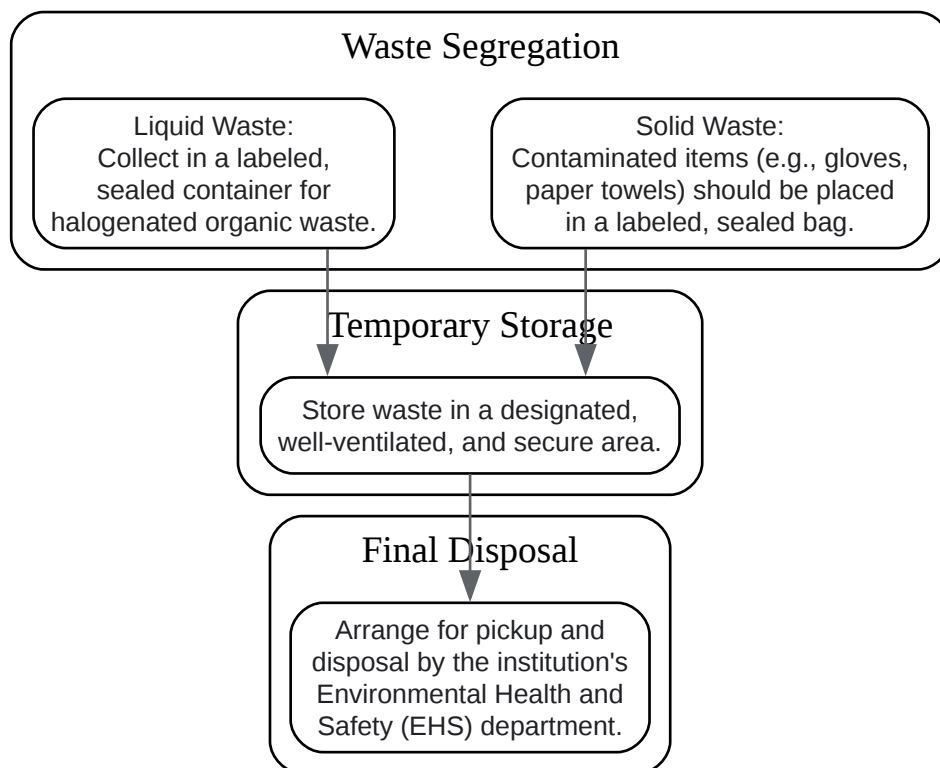 Waste Segregation
Liquid Waste:
Collect in a labeled,
sealed container for
halogenated organic waste.
Solid Waste:
Contaminated items (e.g., gloves,
paper towels) should be placed
in a labeled, sealed bag.
Temporary Storage
Store waste in a designated,
well-ventilated, and secure area.
Final Disposal
Arrange for pickup and
disposal by the institution's
Environmental Health and
Safety (EHS) department.